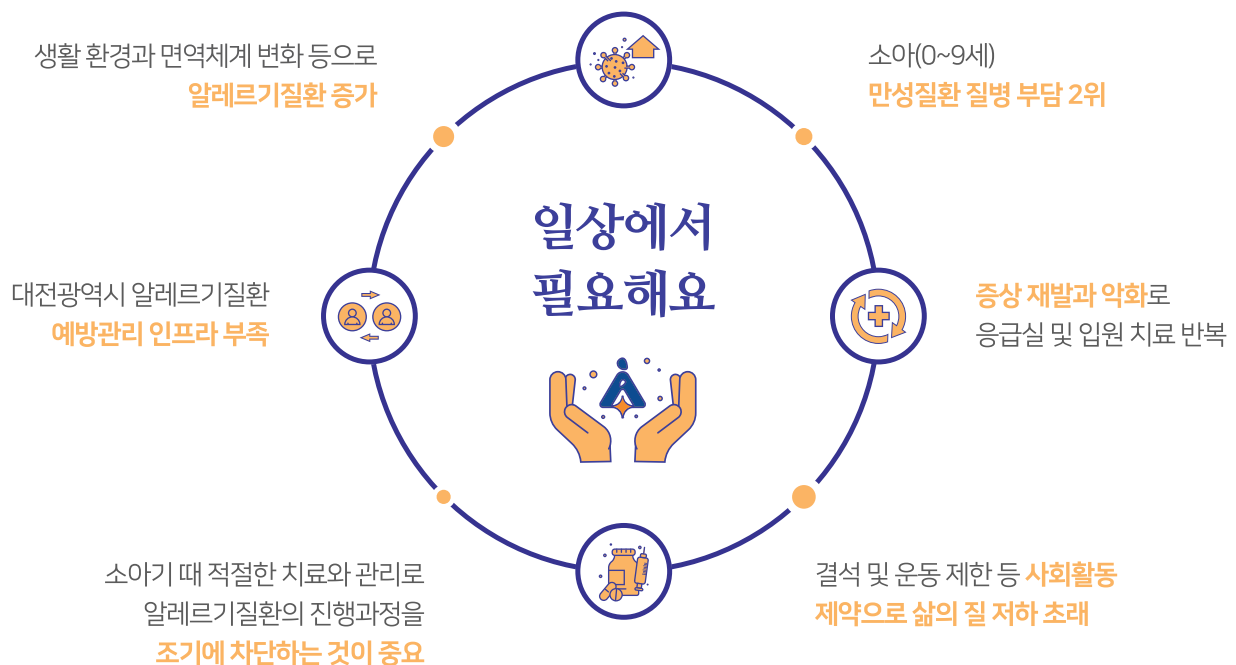 생활 환경과 면역체계 변화 등으로
알레르기질환 증가
소아(0~9세)
만성질환 질병 부담 2위
일상에서
필요해요
대전광역시 알레르기질환
예방관리 인프라 부족
증상 재발과 악화로
응급실 및 입원 치료 반복
소아기 때 적절한 치료와 관리로
알레르기질환의 진행과정을
조기에 차단하는 것이 중요
결석 및 운동 제한 등 사회활동
제약으로 삶의 질 저하 초래